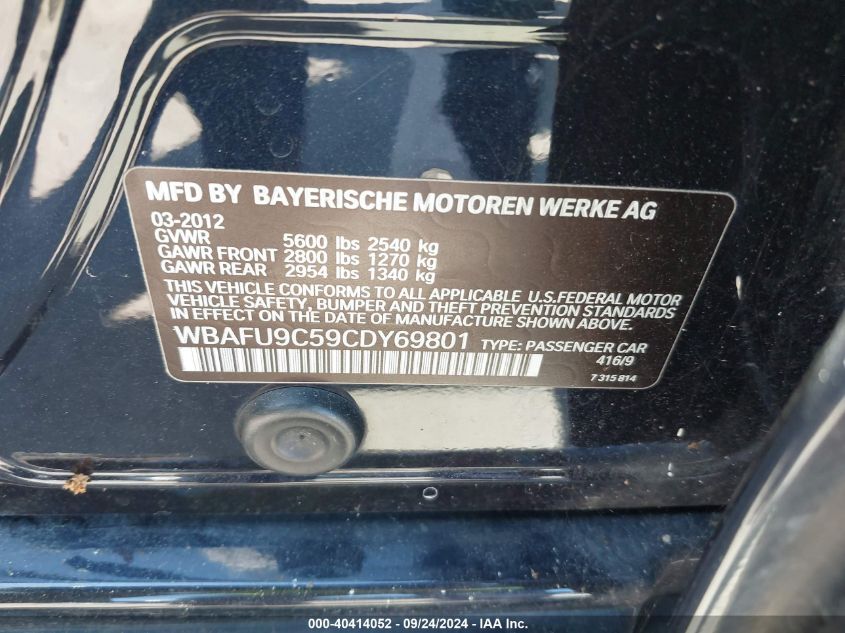 MFD BY BAYERISCHE MOTOREN WERKE AG
03-2012
GVWR 5600 lbs 2540 kg
GAWR FRONT 2800 lbs 1270 kg
GAWR REAR 2954 lbs 1340 kg
THIS VEHICLE CONFORMS TO ALL APPLICABLE U.S.FEDERAL MOTOR
VEHICLE SAFETY, BUMPER AND THEFT PREVENTION STANDARDS
IN EFFECT ON THE DATE OF MANUFACTURE SHOWN ABOVE.
WBAFU9C59CDY69801 TYPE: PASSENGER CAR
416/9
7 315 814
000-40414052 - 09/24/2024 - IAA Inc.